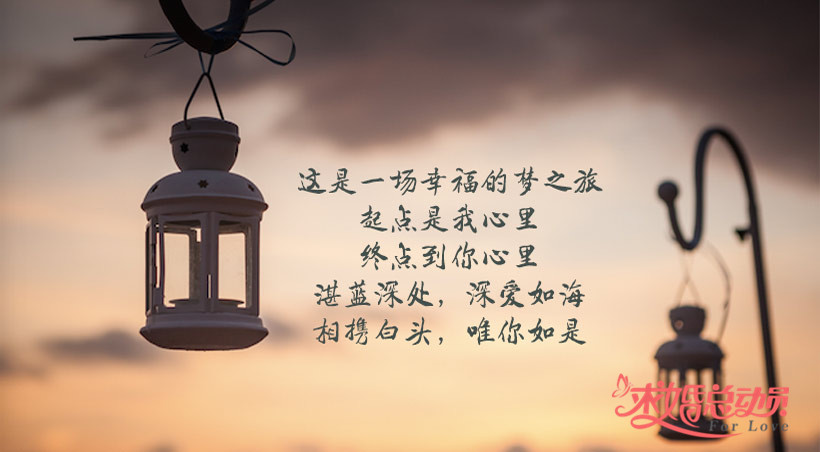 这是一场幸福的梦之旅
起点是我心里
终点到你心里
湛蓝深处，深爱如海
相携白头，唯你如是
求婚总动员
For Love